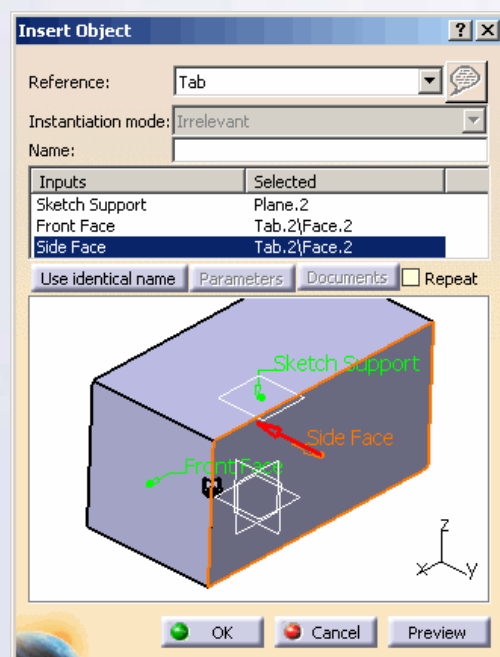 Insert Object
Reference: Tab
Instantiation mode: Irrelevant
Name:
Inputs Selected
Sketch Support Plane.2
Front Face Tab.2\Face.2
Side Face Tab.2\Face.2
Use identical name Parameters Documents Repeat
Sketch Support
Side Face
Front Face
z
x y
OK Cancel Preview